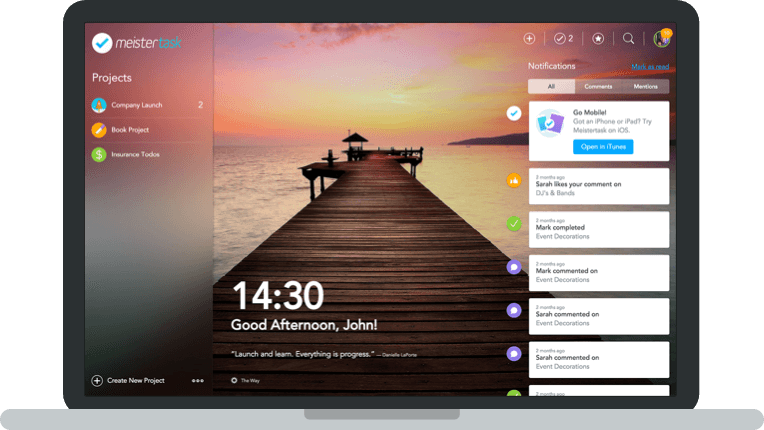 meistertask
2
Projects
Company Launch 2
Book Project
Insurance Todos
Create New Project
14:30
Good Afternoon, John!
“Launch and learn. Everything is progress.” — Danielle LaPorte
The Way
Notifications Mark as read
All Comments Mentions
Go Mobile!
Got an iPhone or iPad? Try
Meistertask on iOS.
Open in iTunes
2 months ago
Sarah likes your comment on
DJ's & Bands
2 months ago
Mark completed
Event Decorations
2 months ago
Mark commented on
Event Decorations
2 months ago
Sarah commented on
Event Decorations
2 months ago
Sarah commented on
Event Decorations
2 months ago